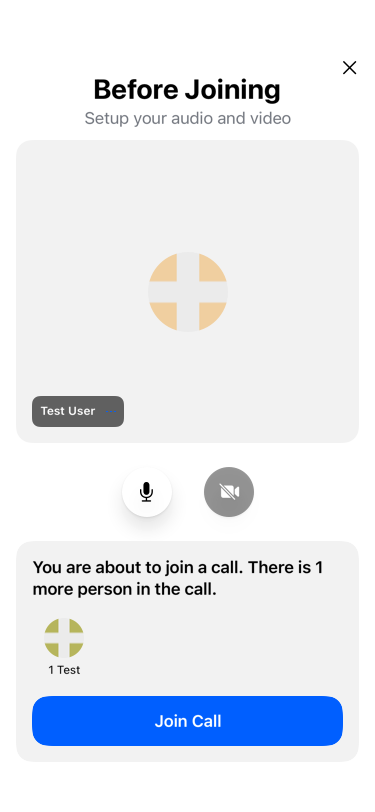 Before Joining
Setup your audio and video
Test User
You are about to join a call. There is 1
more person in the call.
1 Test
Join Call